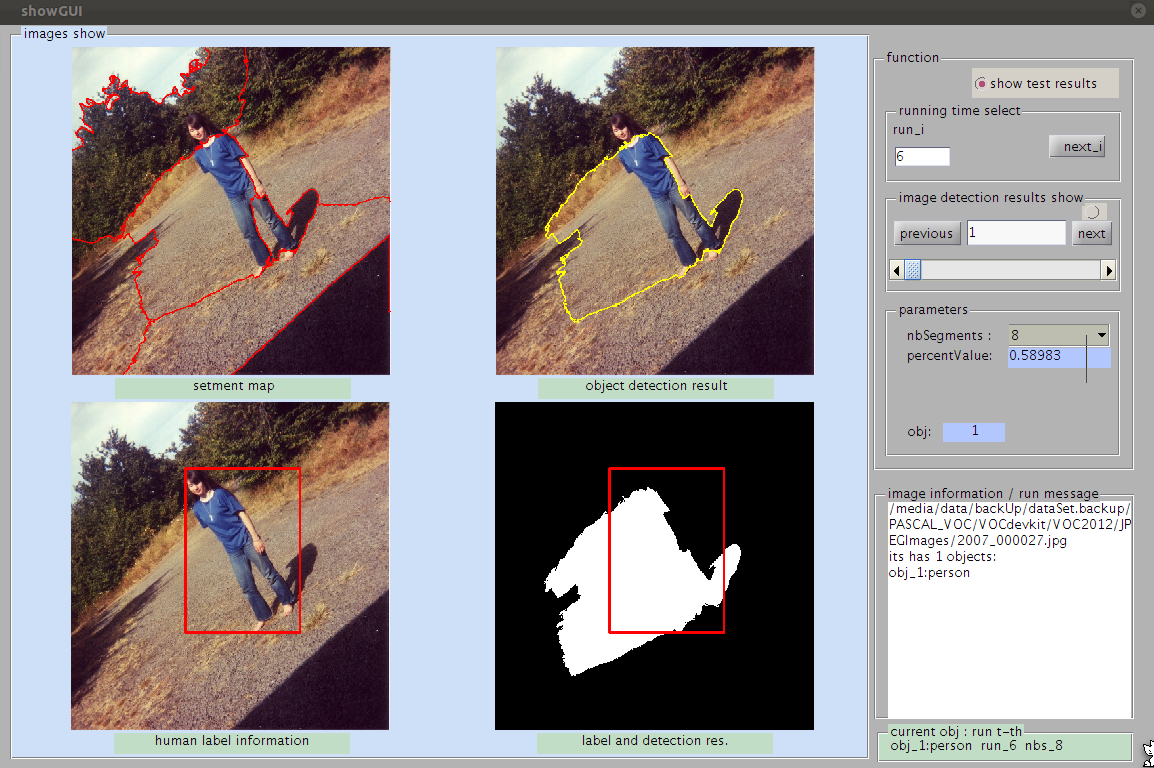 showGUI
images show
setment map
object detection result
human label information
label and detection res.
function
show test results
running time select
run_i
6
next_i
image detection results show
previous
1
next
parameters
nbSegments :
8
percentValue:
0.58983
obj:
1
image information / run message
/media/data/backUp/dataSet.backup/
PASCAL_VOC/VOCdevkit/VOC2012/JP
EGImages/2007_000027.jpg
its has 1 objects:
obj_1:person
current obj : run t-th
obj_1:person run_6 nbs_8